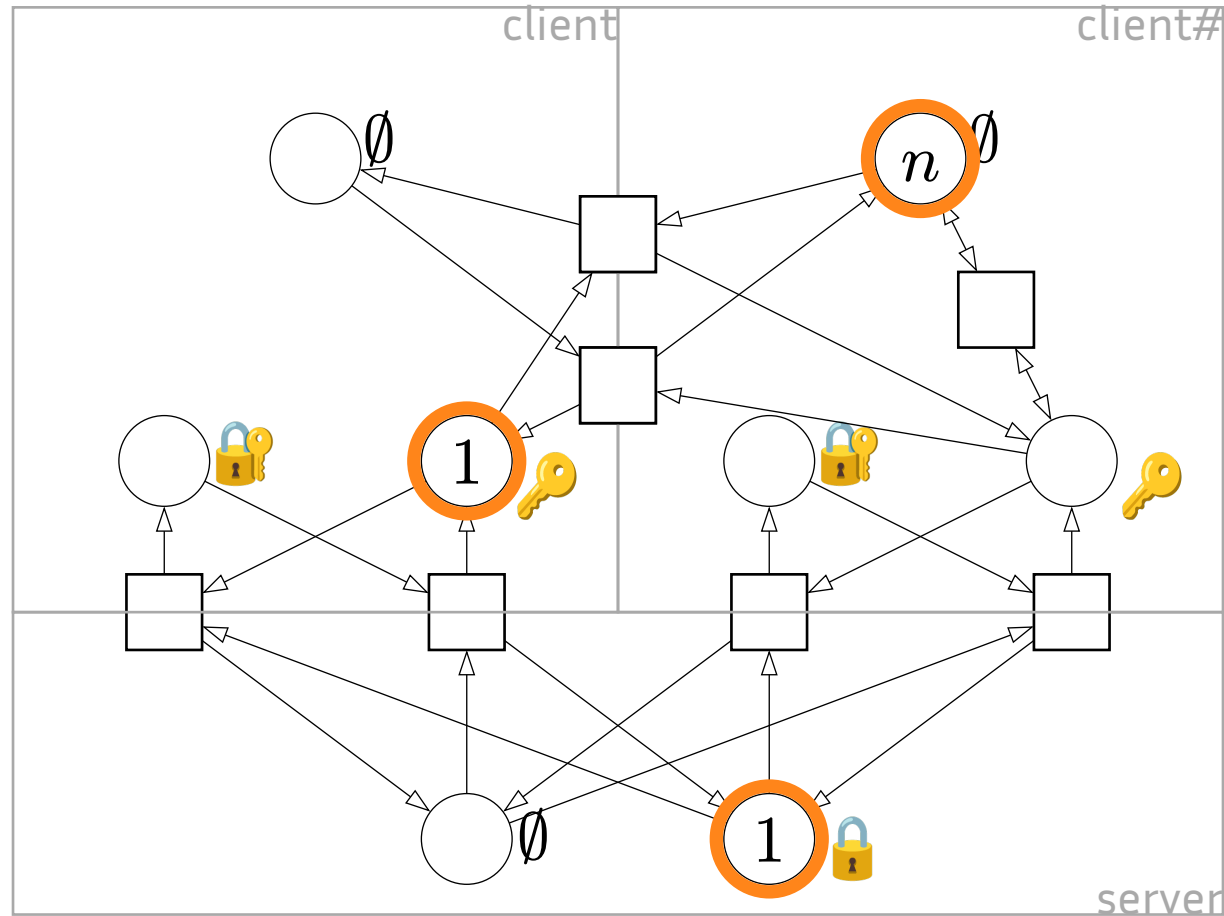 client
client#
∅
n
∅
🔐
1
🔑
🔐
🔑
∅
1
🔒
server